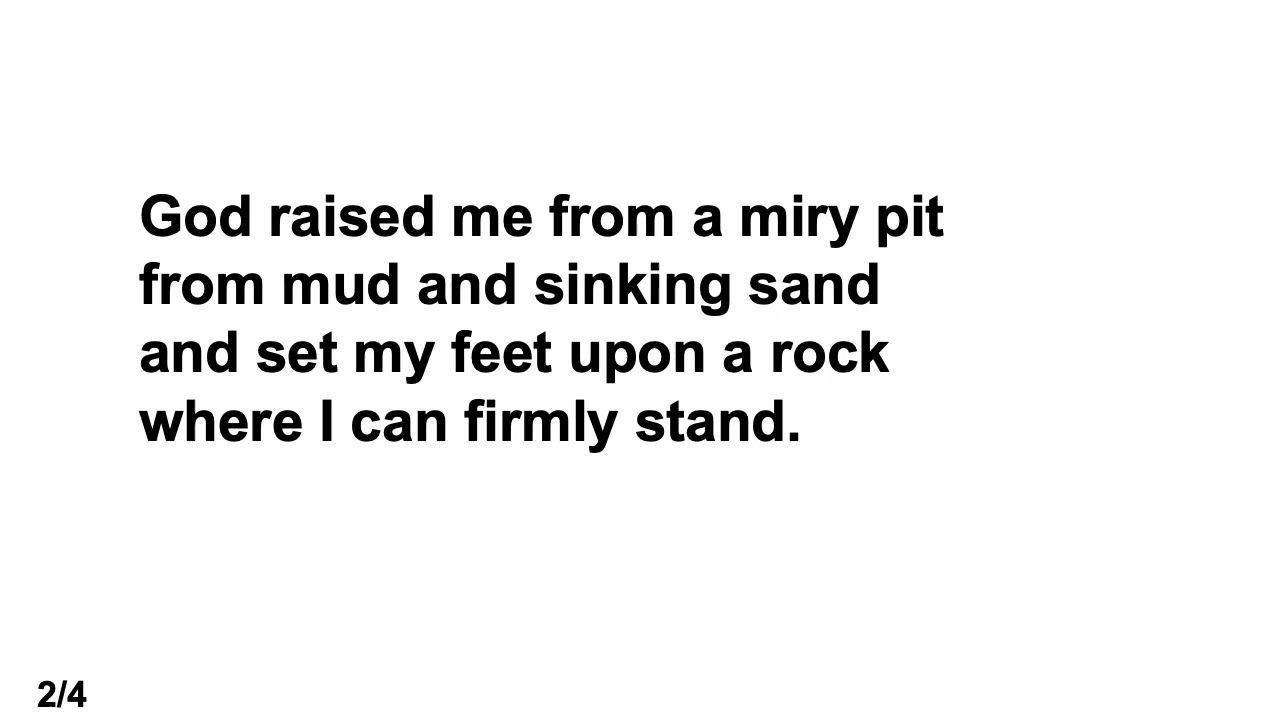 God raised me from a miry pit
from mud and sinking sand
and set my feet upon a rock
where I can firmly stand.
2/4